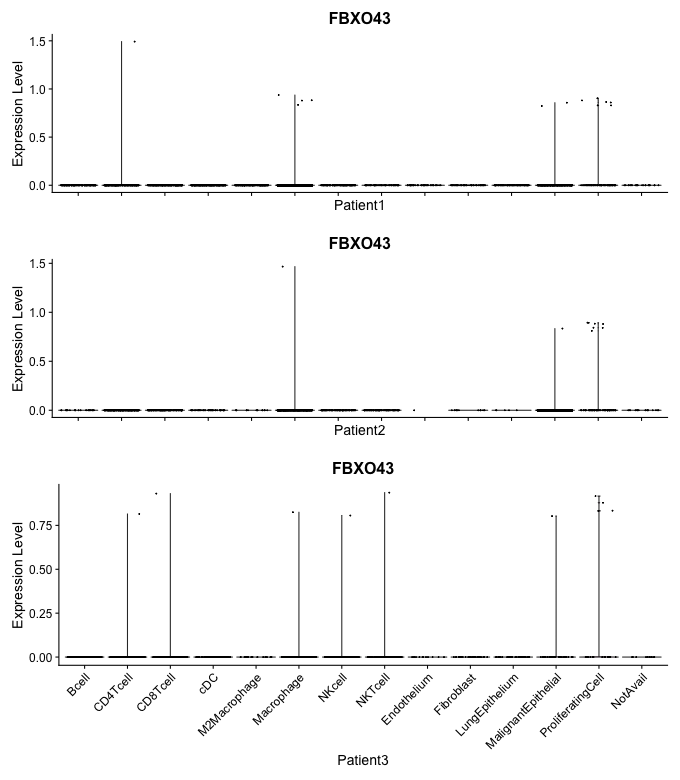 FBXO43
Expression Level
1.5
1.0
0.5
0.0
Patient1
FBXO43
Expression Level
1.5
1.0
0.5
0.0
Patient2
FBXO43
Expression Level
0.75
0.50
0.25
0.00
Bcell
CD4Tcell
CD8Tcell
cDC
M2Macrophage
Macrophage
NKcell
NKTcell
Endothelium
Fibroblast
LungEpithelium
MalignantEpithelial
ProliferatingCell
NotAvail
Patient3